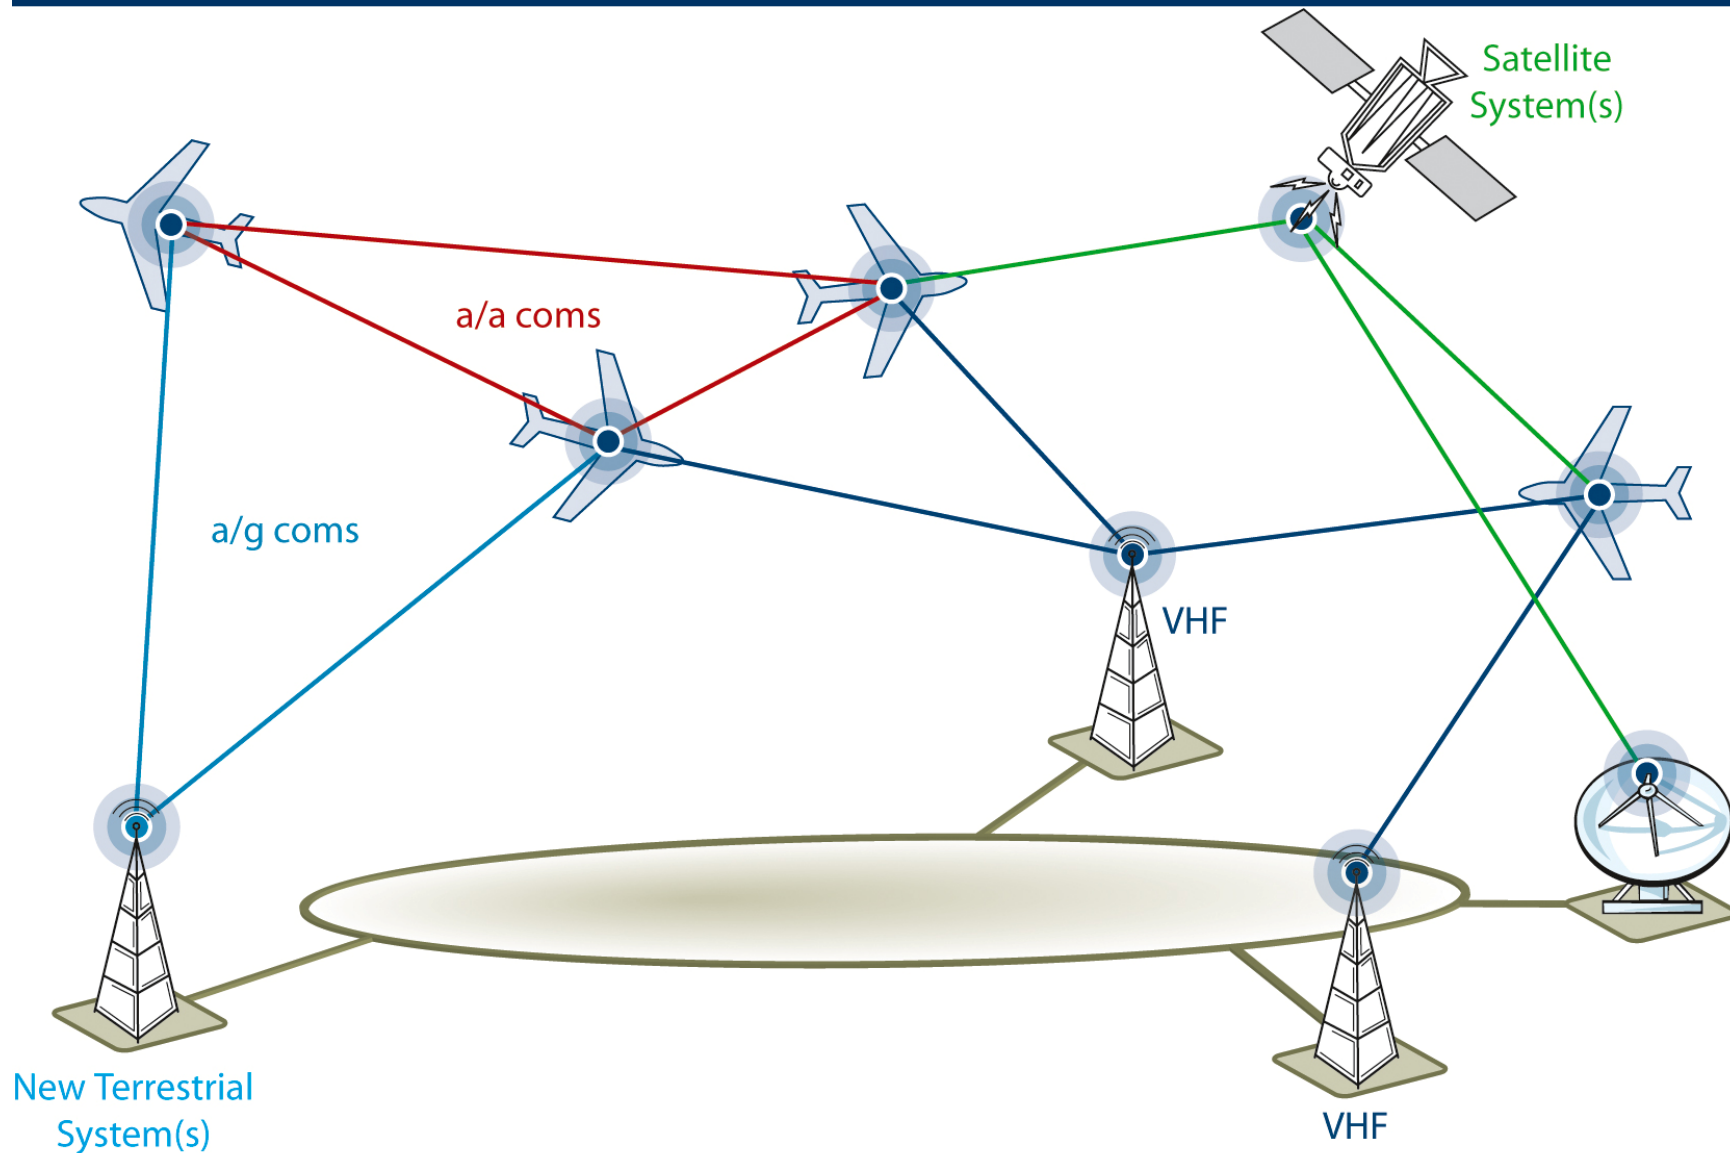 Satellite
System(s)
a/a coms
a/g coms
VHF
New Terrestrial
System(s)
VHF